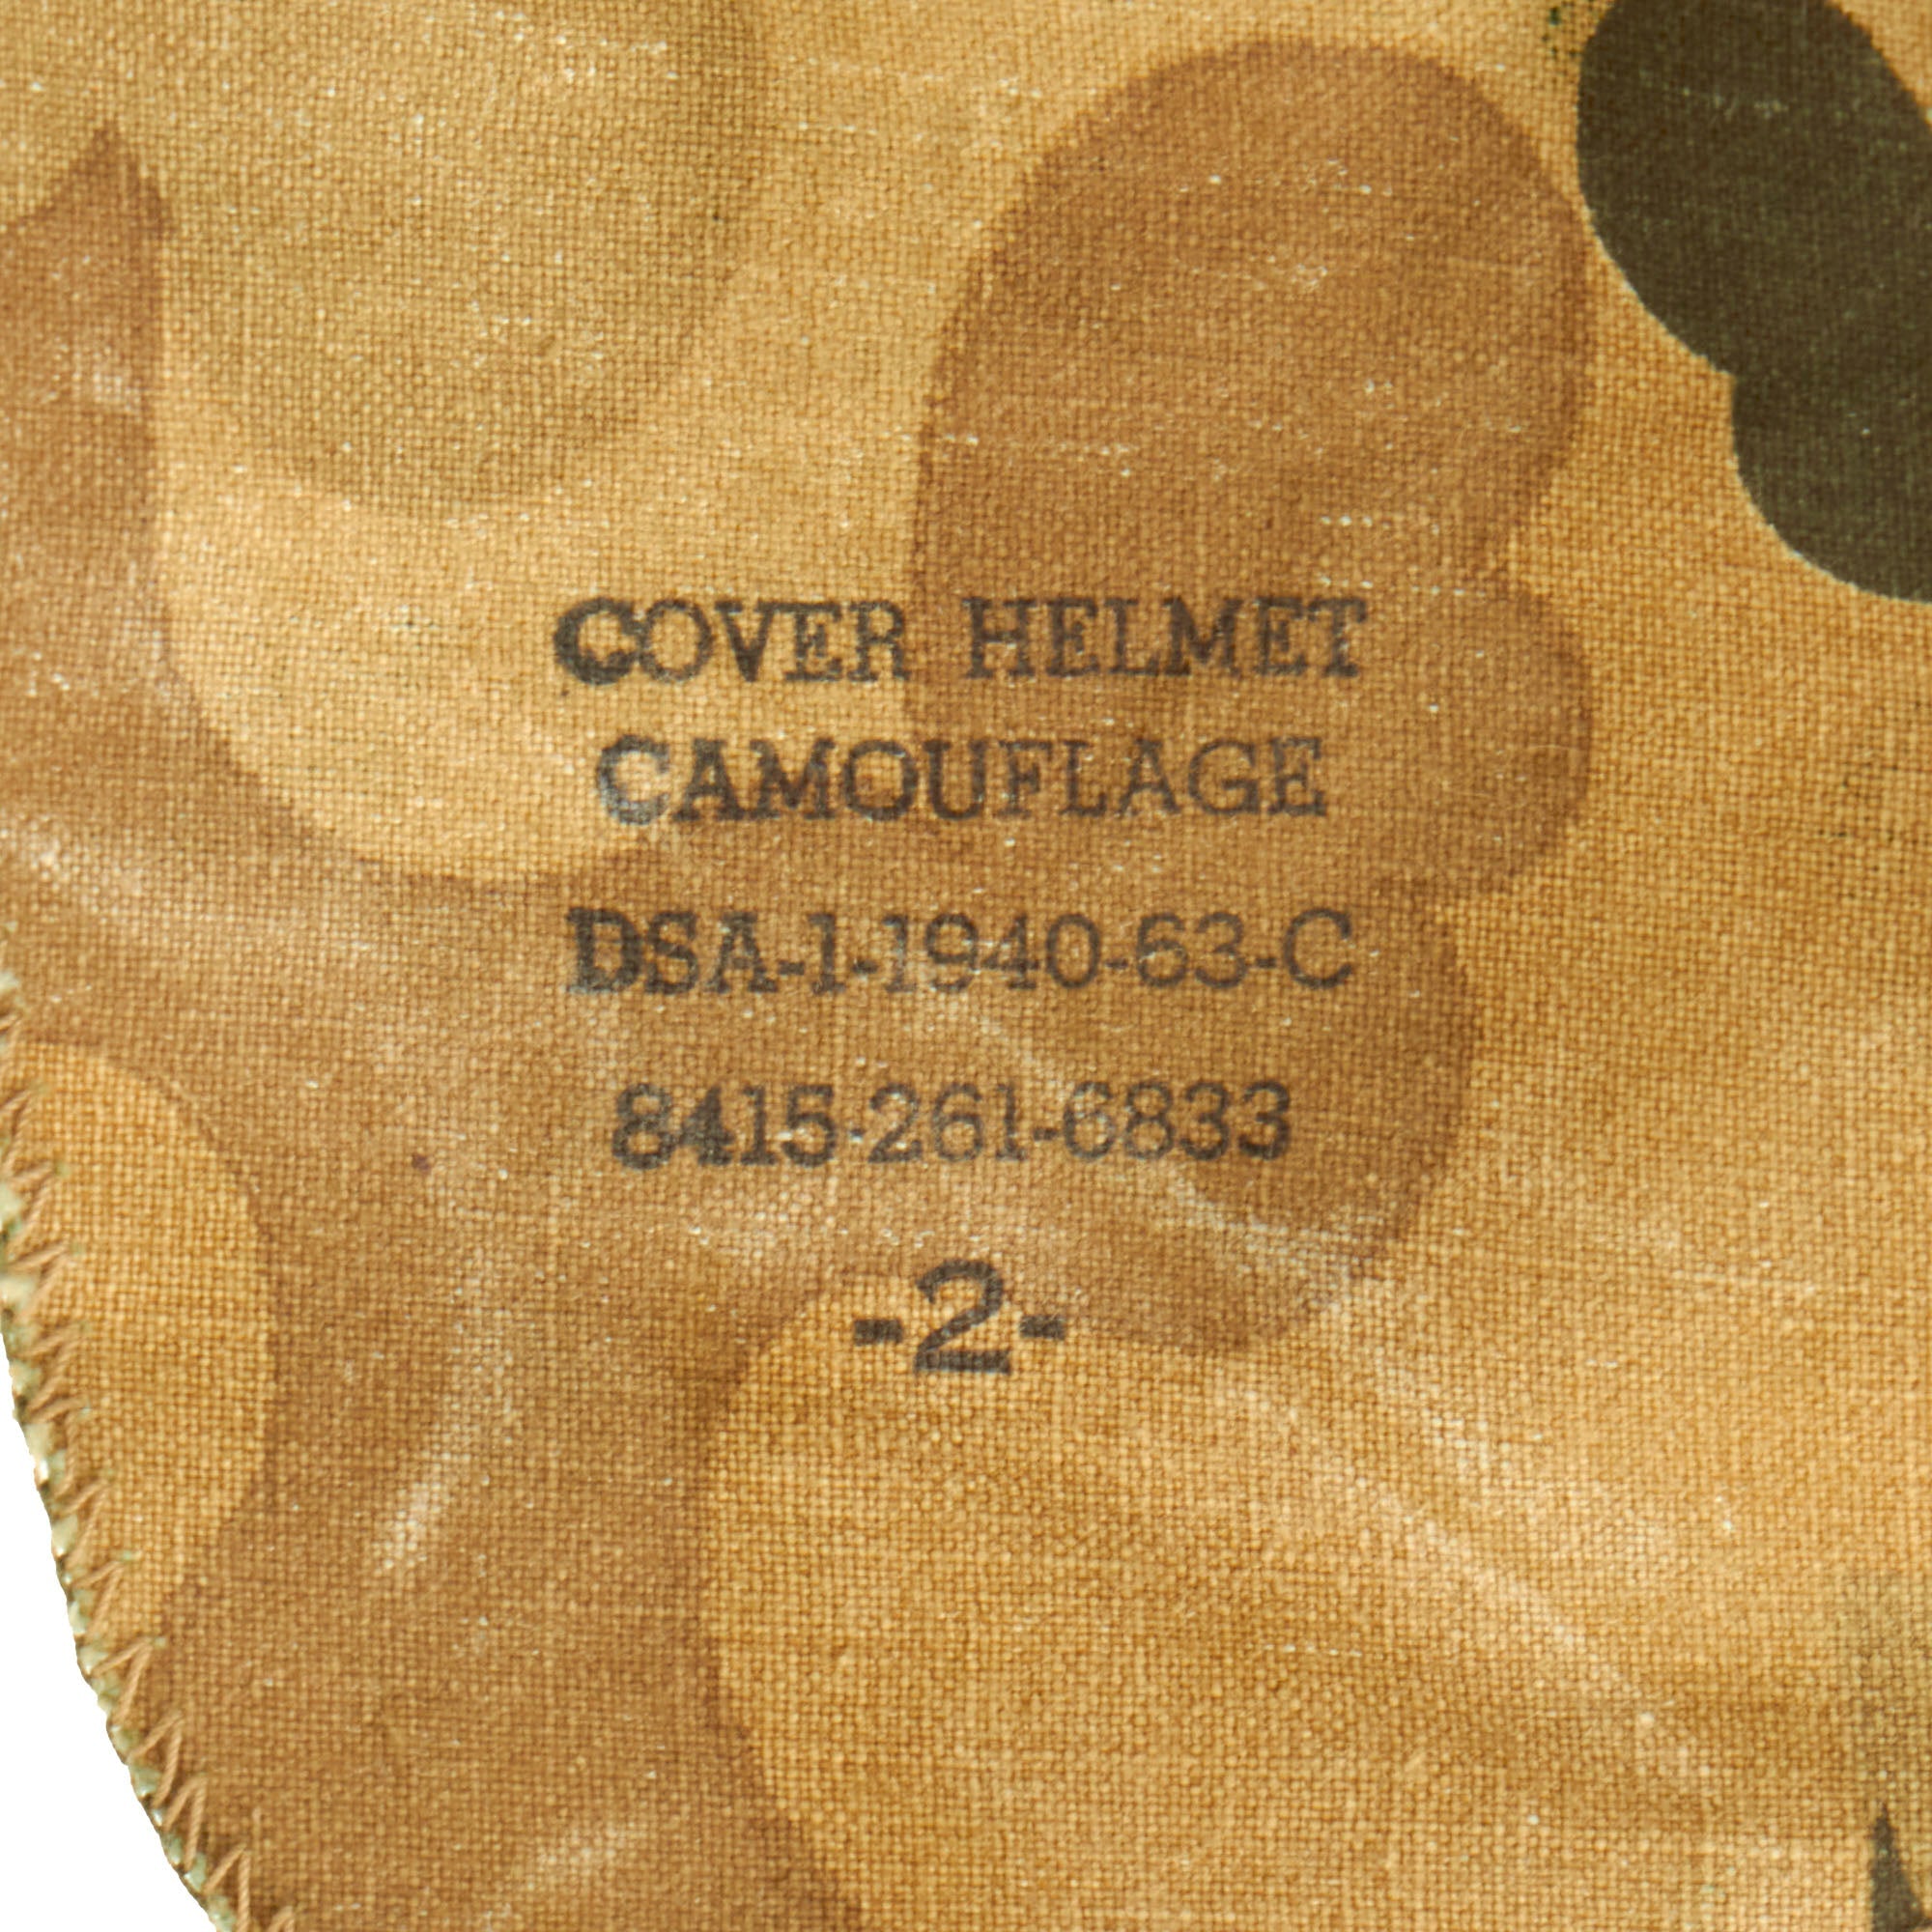 COVER HELMET
CAMOUFLAGE
DSA-1-1940-63-C
8415-261-6833
-2-